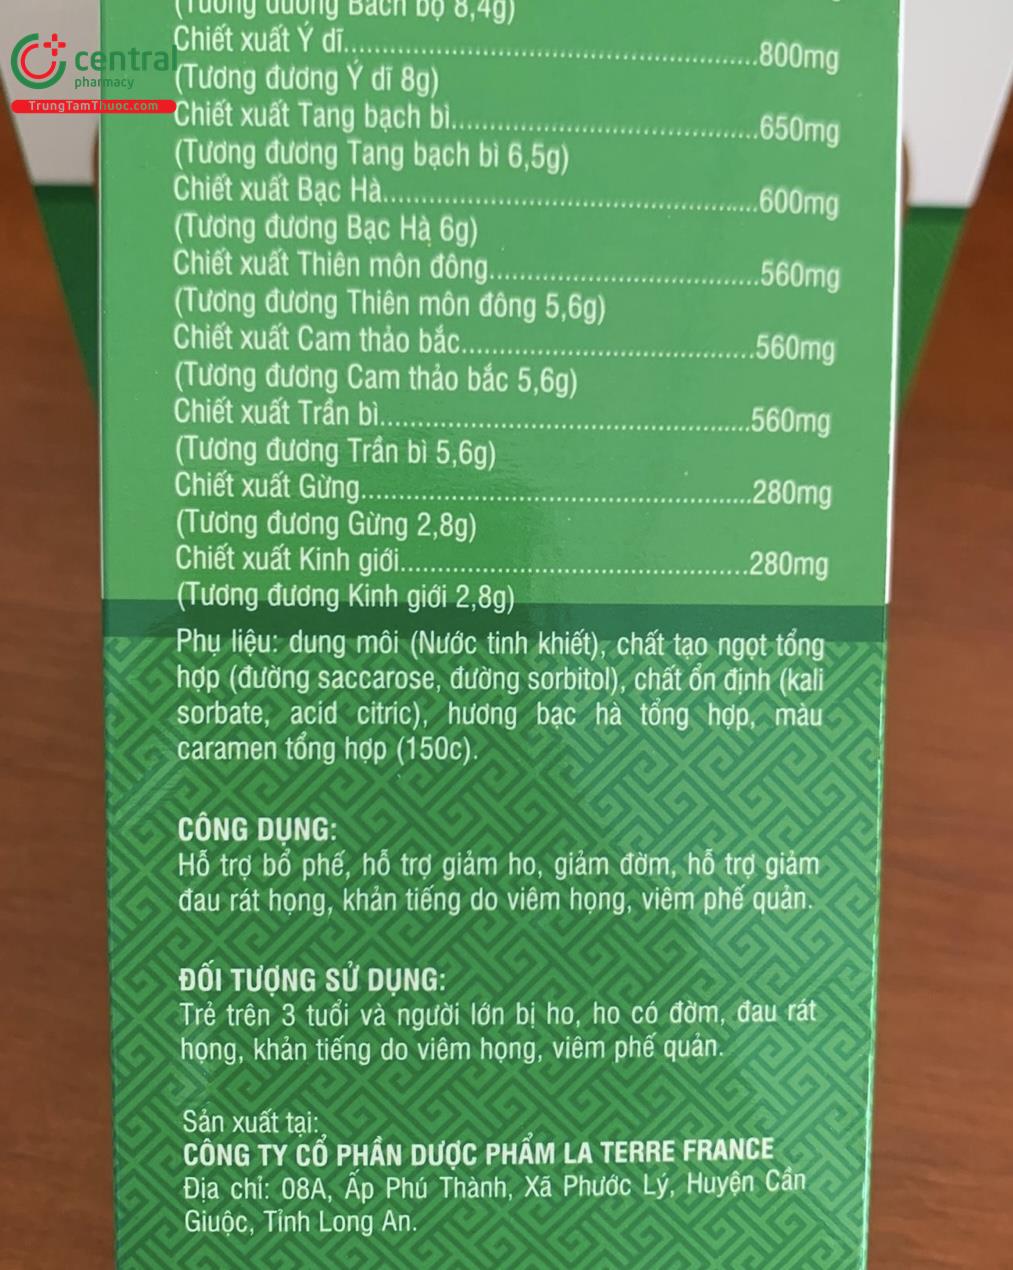 (Tương đương Bách bộ 8,4g)
Chiết xuất Ý dĩ............800mg
(Tương đương Ý dĩ 8g)
Chiết xuất Tang bạch bì............650mg
(Tương đương Tang bạch bì 6,5g)
Chiết xuất Bạc Hà............600mg
(Tương đương Bạc Hà 6g)
Chiết xuất Thiên môn đông............560mg
(Tương đương Thiên môn đông 5,6g)
Chiết xuất Cam thảo bắc............560mg
(Tương đương Cam thảo bắc 5,6g)
Chiết xuất Trần bì............560mg
(Tương đương Trần bì 5,6g)
Chiết xuất Gừng............280mg
(Tương đương Gừng 2,8g)
Chiết xuất Kinh giới............280mg
(Tương đương Kinh giới 2,8g)
Phụ liệu: dung môi (Nước tinh khiết), chất tạo ngọt tổng
hợp (đường saccarose, đường sorbitol), chất ổn định (kali
sorbate, acid citric), hương bạc hà tổng hợp, màu
caramen tổng hợp (150c).
CÔNG DỤNG:
Hỗ trợ bổ phế, hỗ trợ giảm ho, giảm đờm, hỗ trợ giảm
đau rát họng, khản tiếng do viêm họng, viêm phế quản.
ĐỐI TƯỢNG SỬ DỤNG:
Trẻ trên 3 tuổi và người lớn bị ho, ho có đờm, đau rát
họng, khản tiếng do viêm họng, viêm phế quản.
Sản xuất tại:
CÔNG TY CỔ PHẦN DƯỢC PHẨM LA TERRE FRANCE
Địa chỉ: 08A, Ấp Phú Thành, Xã Phước Lý, Huyện Cần
Giuộc, Tỉnh Long An.
central
pharmacy
TrungTamThuoc.com